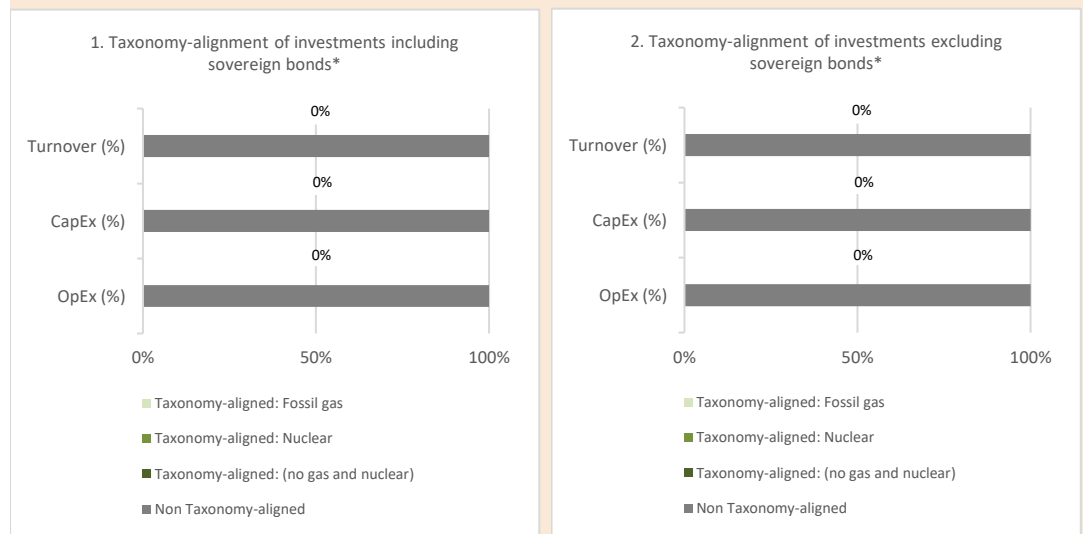 1. Taxonomy-alignment of investments including
sovereign bonds*
0%
Turnover (%)
0%
CapEx (%)
0%
OpEx (%)
0%
50%
100%
Taxonomy-aligned: Fossil gas
Taxonomy-aligned: Nuclear
Taxonomy-aligned: (no gas and nuclear)
Non Taxonomy-aligned
2. Taxonomy-alignment of investments excluding
sovereign bonds*
0%
Turnover (%)
0%
CapEx (%)
0%
OpEx (%)
0%
50%
100%
Taxonomy-aligned: Fossil gas
Taxonomy-aligned: Nuclear
Taxonomy-aligned: (no gas and nuclear)
Non Taxonomy-aligned